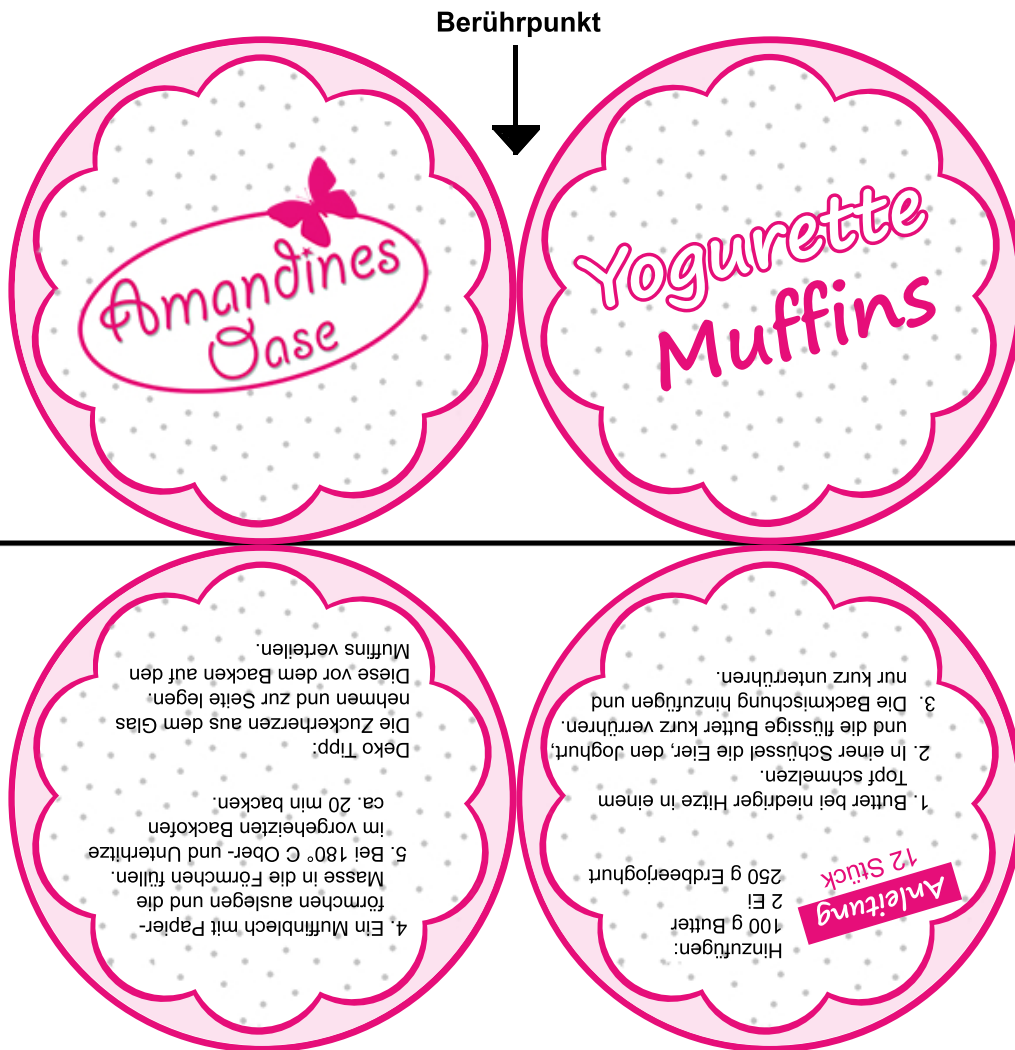 Berührpunkt
Amandines
Oase
Yogurette
Muffins
Anleitung
12 Stück
Hinzufügen:
100 g Butter
2 Ei
250 g Erdbeerjoghurt
1. Butter bei niedriger Hitze in einem
Topf schmelzen.
2. In einer Schüssel die Eier, den Joghurt,
und die flüssige Butter kurz verrühren.
3. Die Backmischung hinzufügen und
nur kurz unterrühren.
4. Ein Muffinblech mit Papier-
förmchen auslegen und die
Masse in die Förmchen füllen.
5. Bei 180° C Ober- und Unterhitze
im vorgeheizten Backofen
ca. 20 min backen.
Deko Tipp:
Die Zuckerherzen aus dem Glas
nehmen und zur Seite legen.
Diese vor dem Backen auf den
Muffins verteilen.